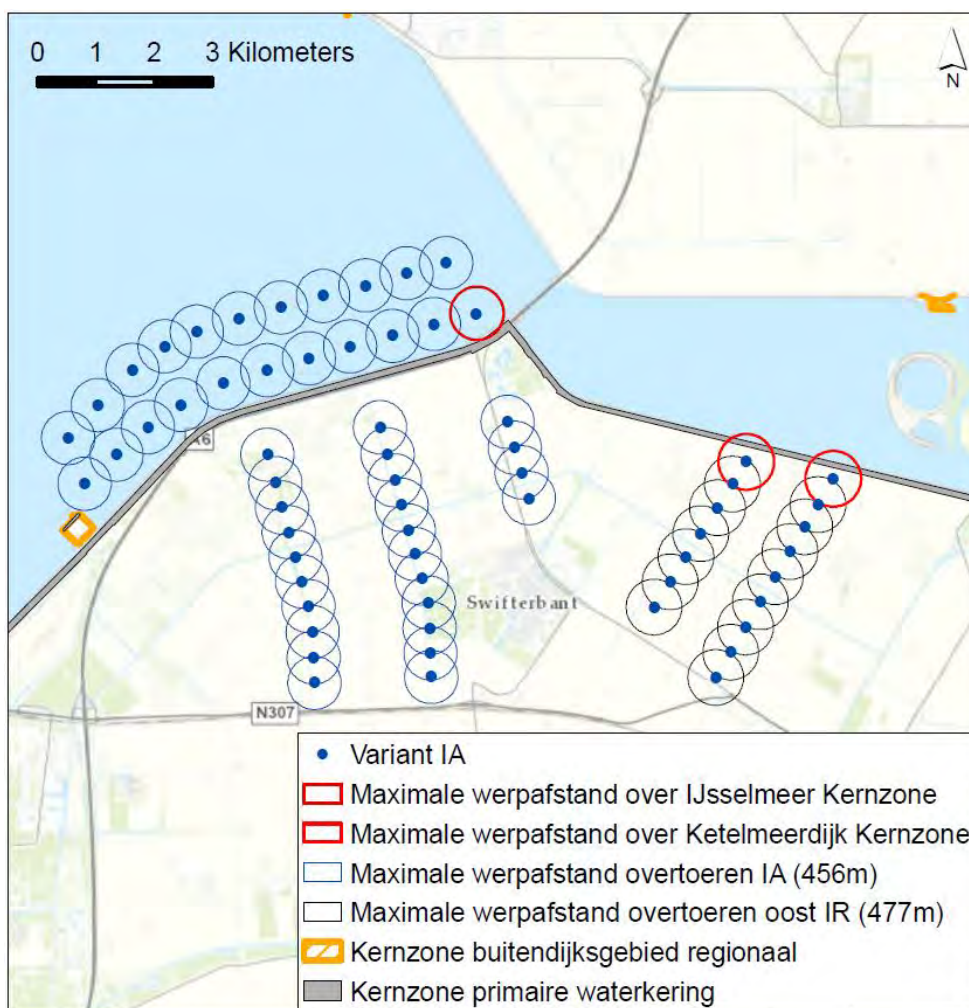 0 1 2 3 Kilometers
N
A6
Swifterbant
N307
Variant IA
Maximale werpafstand over IJsselmeer Kernzone
Maximale werpafstand over Ketelmeerdijk Kernzone
Maximale werpafstand overtoeren IA (456m)
Maximale werpafstand overtoeren oost IR (477m)
Kernzone buitendijksgebied regionaal
Kernzone primaire waterkering